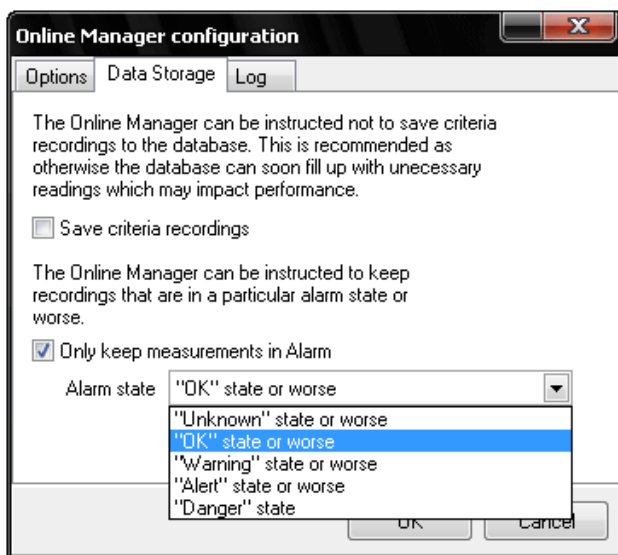 Online Manager configuration
Options Data Storage Log
The Online Manager can be instructed not to save criteria
recordings to the database. This is recommended as
otherwise the database can soon fill up with unecessary
readings which may impact performance.
Save criteria recordings
The Online Manager can be instructed to keep
recordings that are in a particular alarm state or
worse.
Only keep measurements in Alarm
Alarm state "OK" state or worse
"Unknown" state or worse
"OK" state or worse
"Warning" state or worse
"Alert" state or worse
"Danger" state
OK Cancel